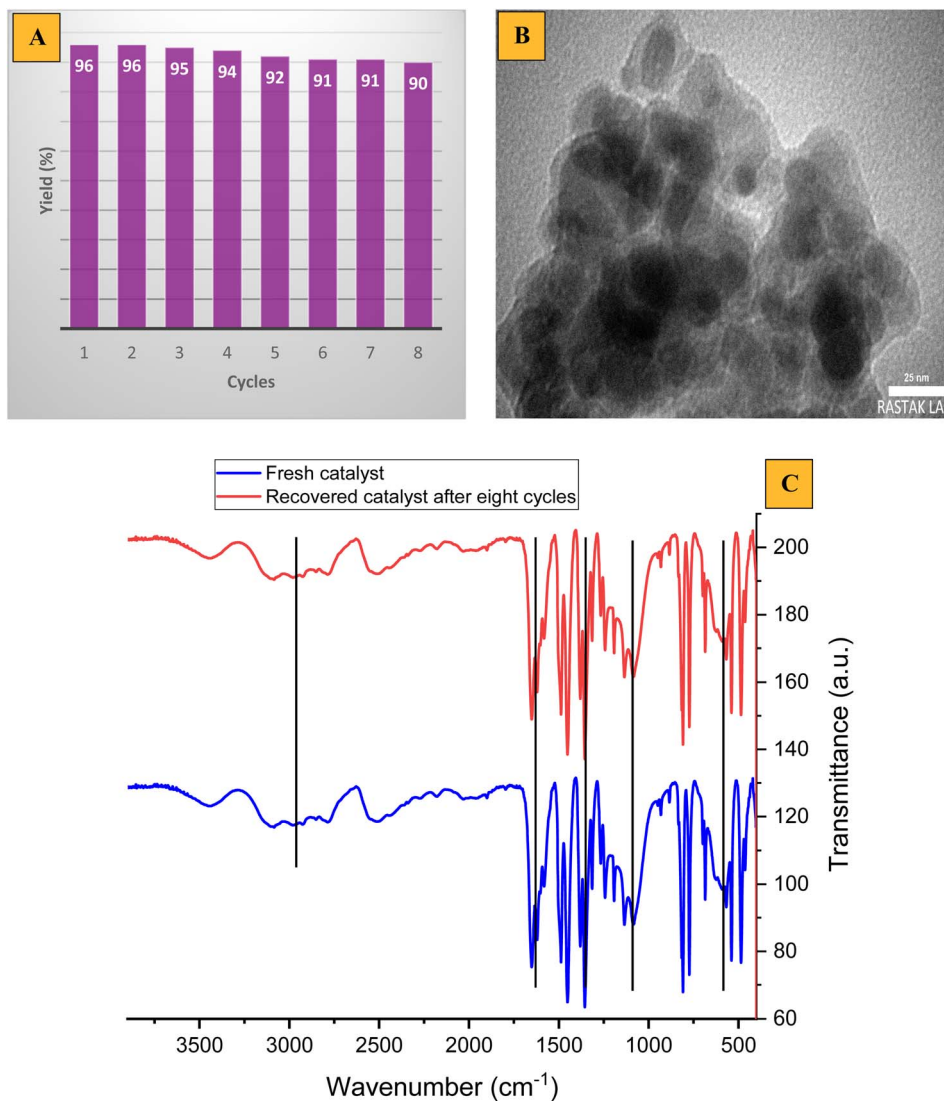 A
96 96 95 94 92 91 91 90
Yield (%)
1 2 3 4 5 6 7 8
Cycles
B
25 nm
RASTAK LA
C
Fresh catalyst
Recovered catalyst after eight cycles
200
180
160
140
120
100
80
60
Transmittance (a.u.)
3500 3000 2500 2000 1500 1000 500
Wavenumber (cm⁻¹)